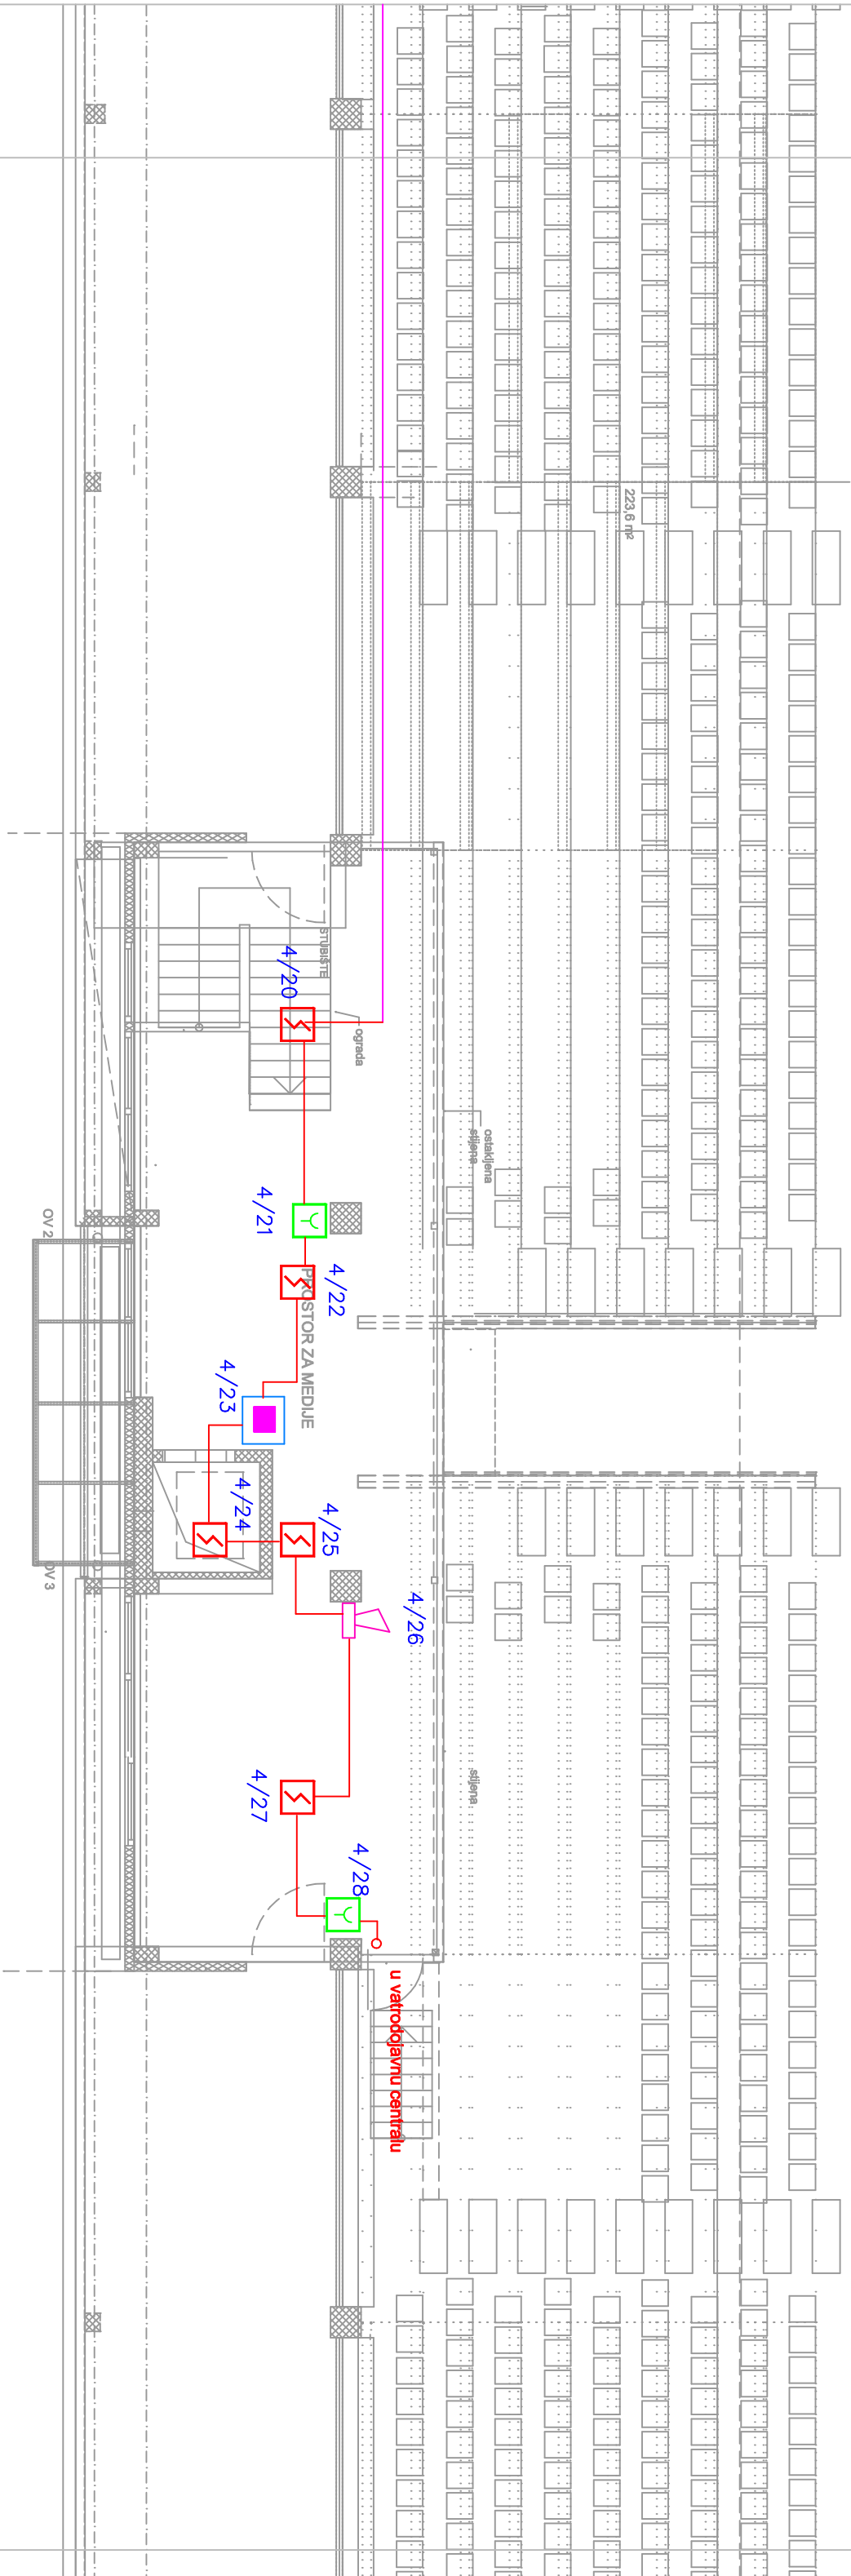 223,6 m²
STUBIŠTE
4/20
ograda
ostakljena
stijena
4/21
OV 2
4/22
PROSTOR ZA MEDIJE
4/23
4/24
4/25
OV 3
4/26
stijena
4/27
4/28
u vatrodojavnu centralu